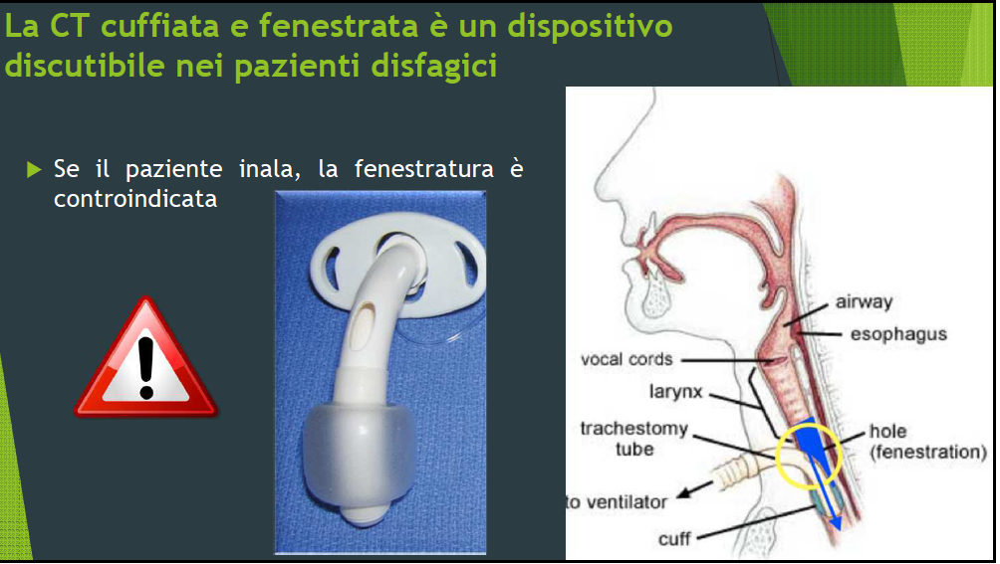 La CT cuffiata e fenestrata è un dispositivo
discutibile nei pazienti disfagici
Se il paziente inala, la fenestratura è
controindicata
airway
esophagus
vocal cords
larynx
trachestomy
tube
hole
(fenestration)
to ventilator
cuff